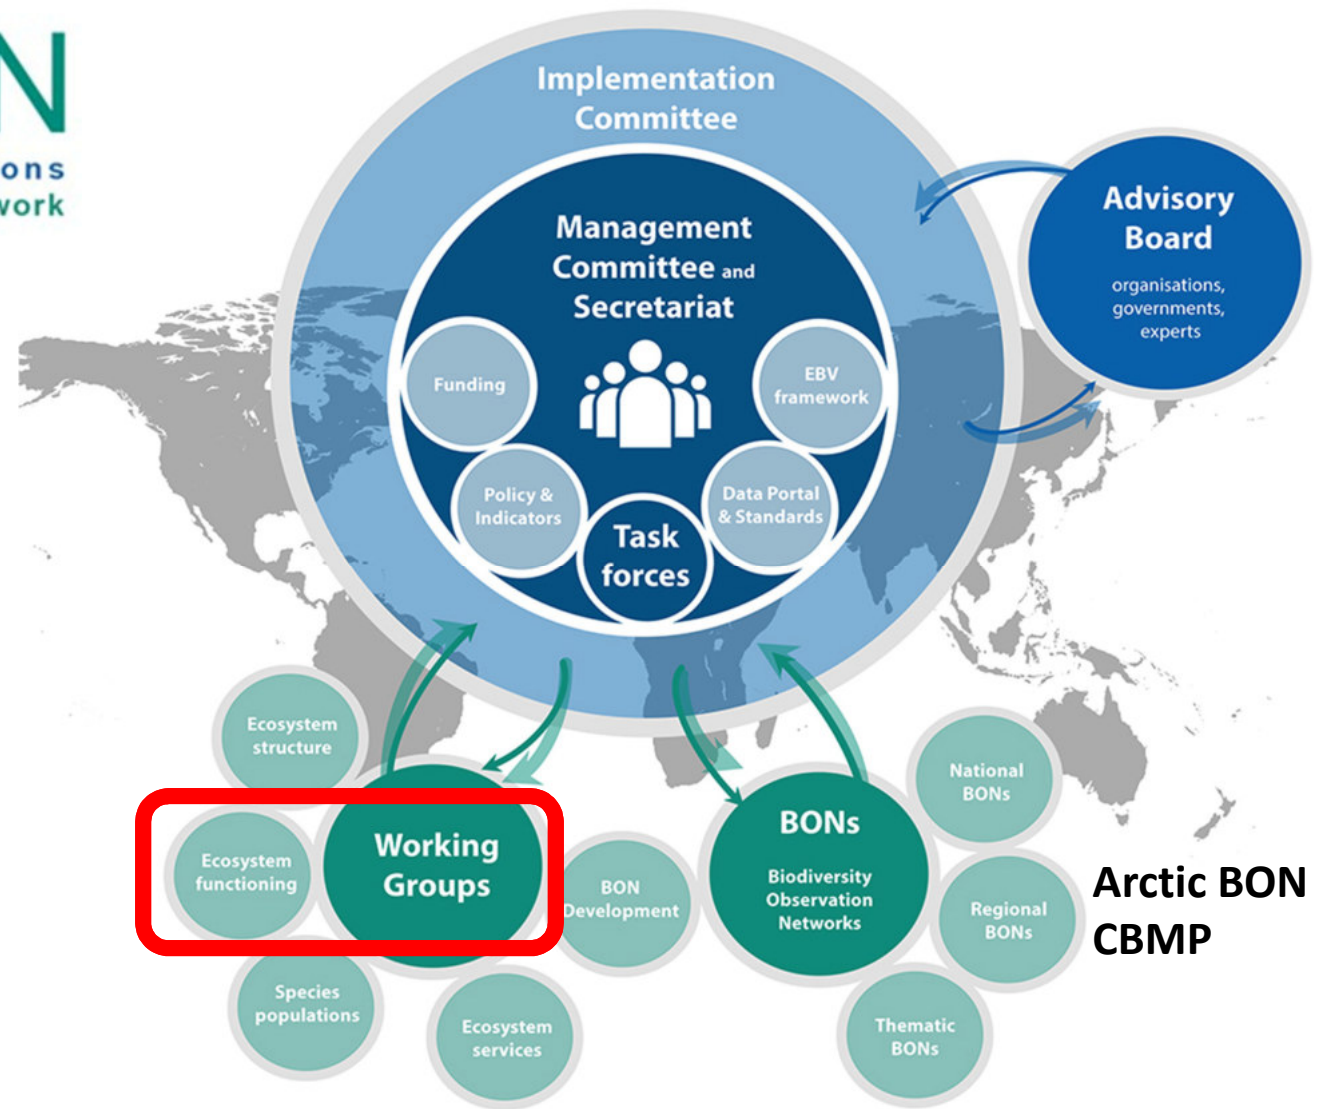 N
ons
work
Implementation
Committee
Advisory
Board
organisations,
governments,
experts
Management
Committee and
Secretariat
Funding
EBV
framework
Policy &
Indicators
Data Portal
& Standards
Task
forces
Ecosystem
structure
Ecosystem
functioning
Working
Groups
Species
populations
Ecosystem
services
BON
Development
BONs
Biodiversity
Observation
Networks
National
BONs
Regional
BONs
Thematic
BONs
Arctic BON
CBMP